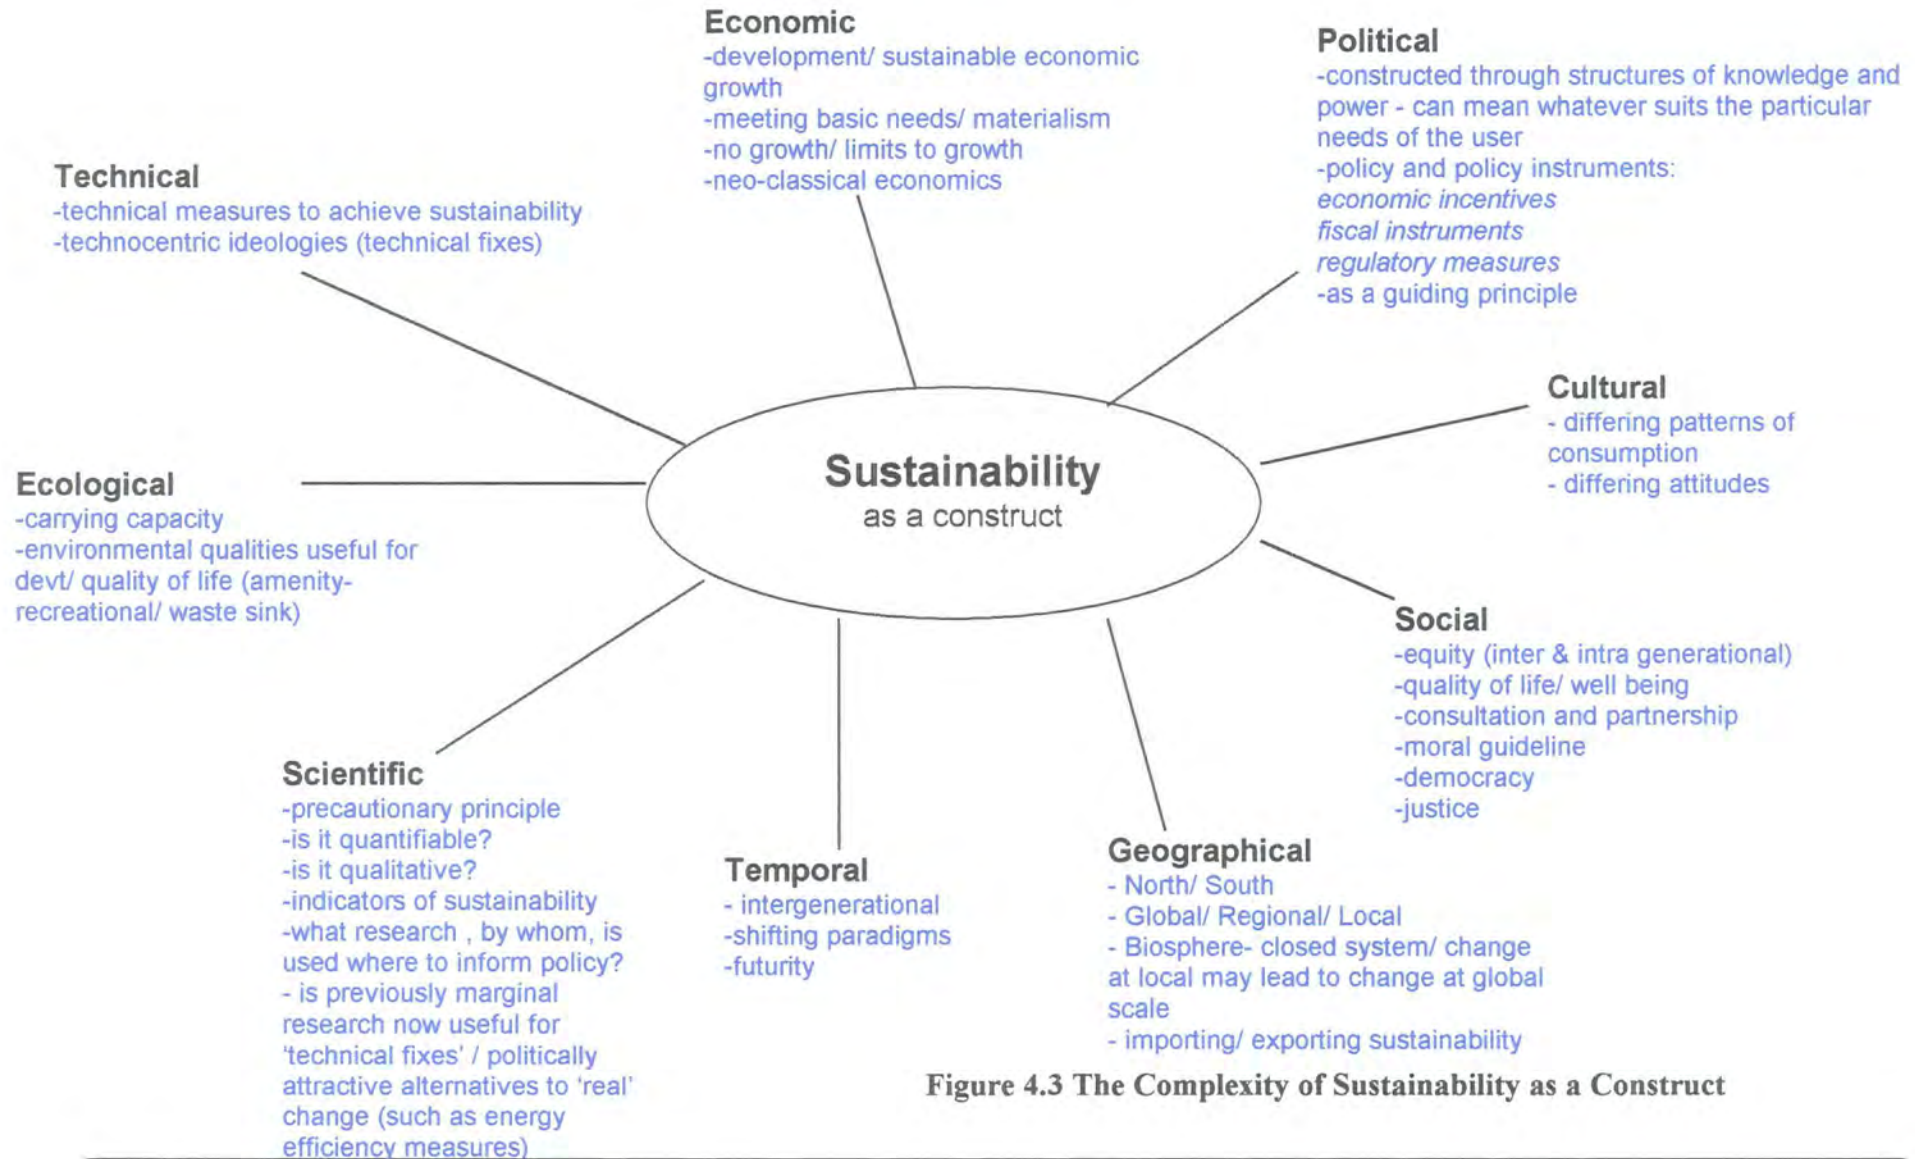 Economic
-development/ sustainable economic
growth
-meeting basic needs/ materialism
-no growth/ limits to growth
-neo-classical economics
Political
-constructed through structures of knowledge and
power - can mean whatever suits the particular
needs of the user
-policy and policy instruments:
economic incentives
fiscal instruments
regulatory measures
-as a guiding principle
Technical
-technical measures to achieve sustainability
-technocentric ideologies (technical fixes)
Cultural
- differing patterns of
consumption
- differing attitudes
Sustainability
as a construct
Ecological
-carrying capacity
-environmental qualities useful for
devt/ quality of life (amenity-
recreational/ waste sink)
Social
-equity (inter & intra generational)
-quality of life/ well being
-consultation and partnership
-moral guideline
-democracy
-justice
Scientific
-precautionary principle
-is it quantifiable?
-is it qualitative?
-indicators of sustainability
-what research , by whom, is
used where to inform policy?
- is previously marginal
research now useful for
‘technical fixes’ / politically
attractive alternatives to ‘real’
change (such as energy
efficiency measures)
Temporal
- intergenerational
-shifting paradigms
-futurity
Geographical
- North/ South
- Global/ Regional/ Local
- Biosphere- closed system/ change
at local may lead to change at global
scale
- importing/ exporting sustainability
Figure 4.3 The Complexity of Sustainability as a Construct